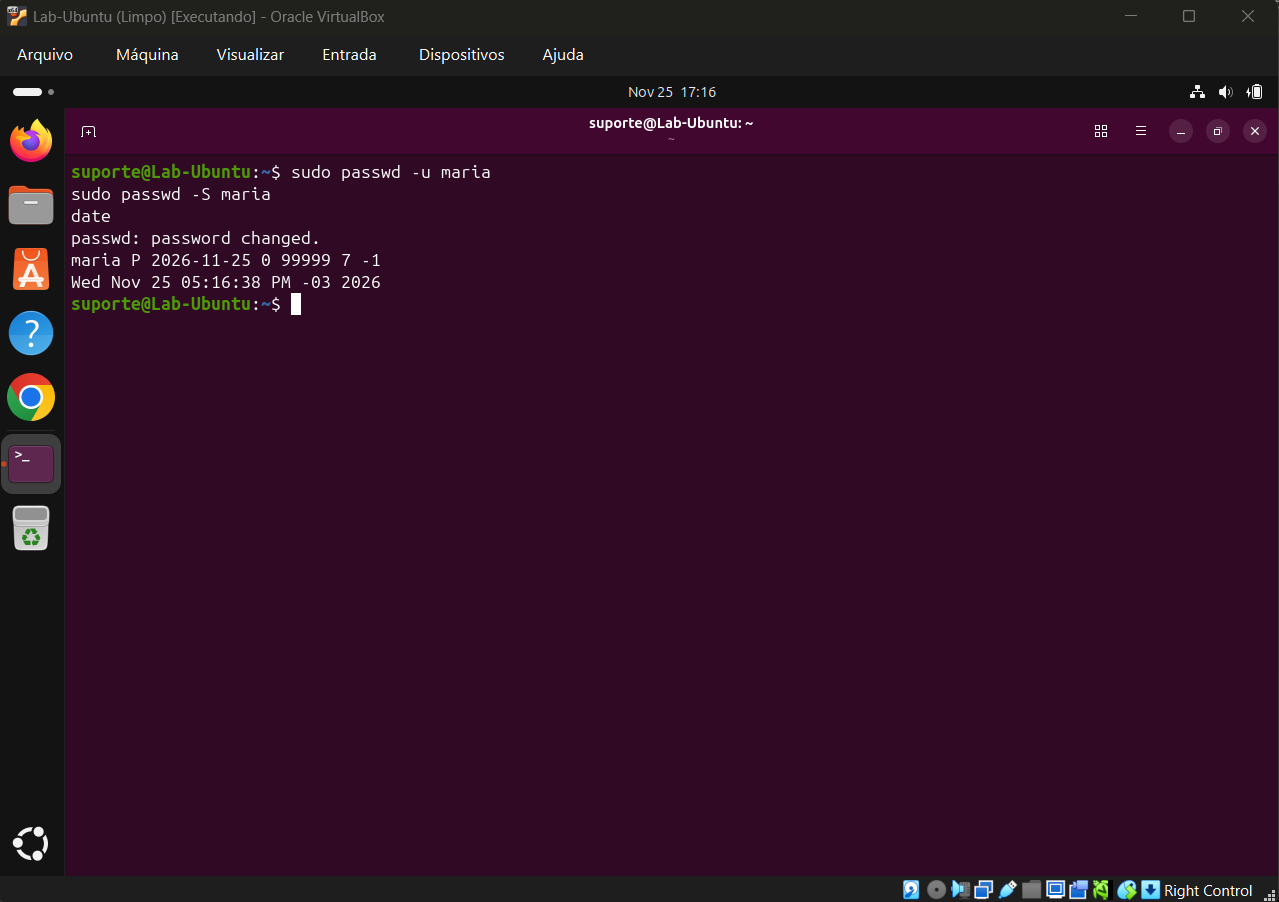 Lab-Ubuntu (Limpo) [Executando] - Oracle VirtualBox
Arquivo Máquina Visualizar Entrada Dispositivos Ajuda
Nov 25 17:16
suporte@Lab-Ubuntu: ~
~
suporte@Lab-Ubuntu:~$ sudo passwd -u maria
sudo passwd -S maria
date
passwd: password changed.
maria P 2026-11-25 0 99999 7 -1
Wed Nov 25 05:16:38 PM -03 2026
suporte@Lab-Ubuntu:~$
Right Control